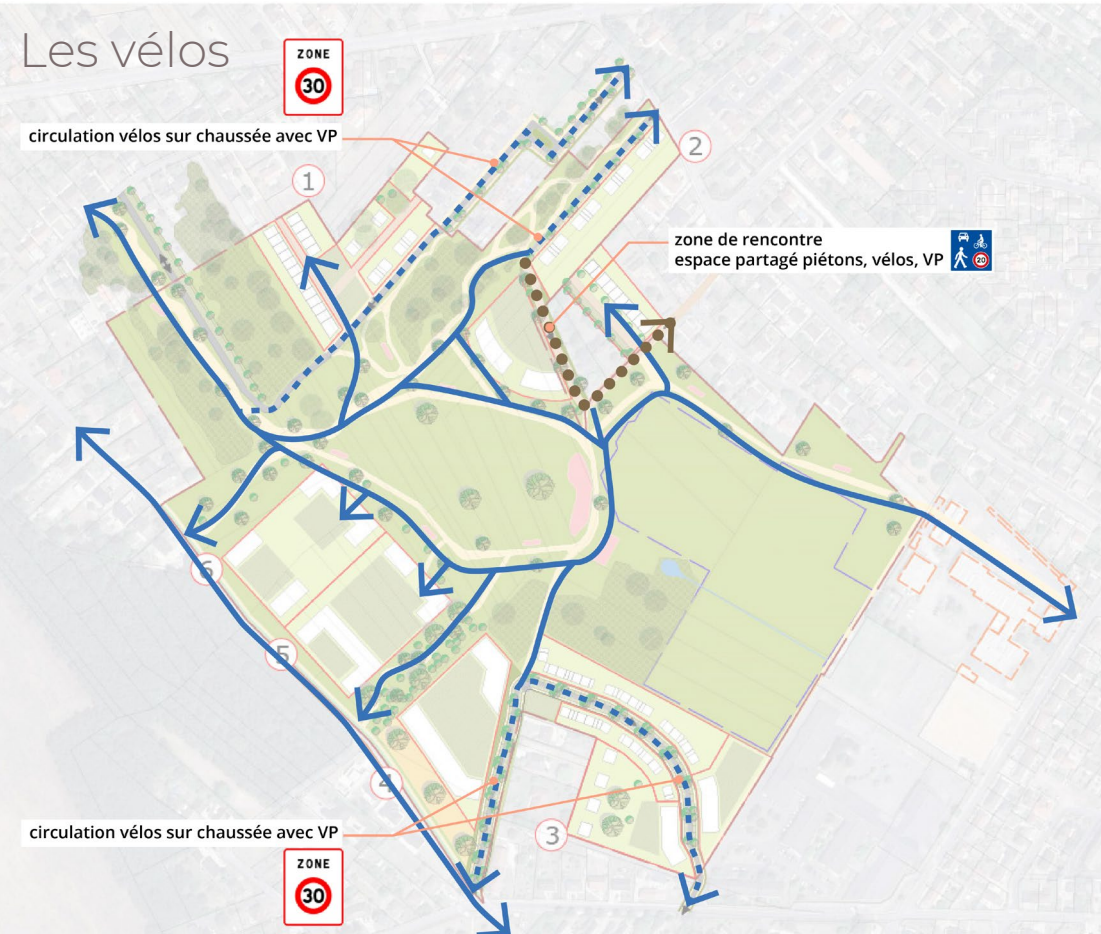 Les vélos
ZONE
30
circulation vélos sur chaussée avec VP
1
2
zone de rencontre
espace partagé piétons, vélos, VP
20
6
5
4
3
circulation vélos sur chaussée avec VP
ZONE
30